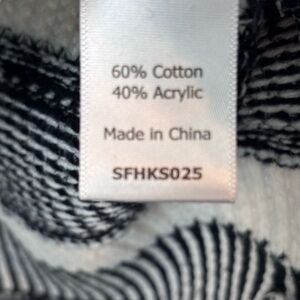 60% Cotton
40% Acrylic
Made in China
SFHKS025